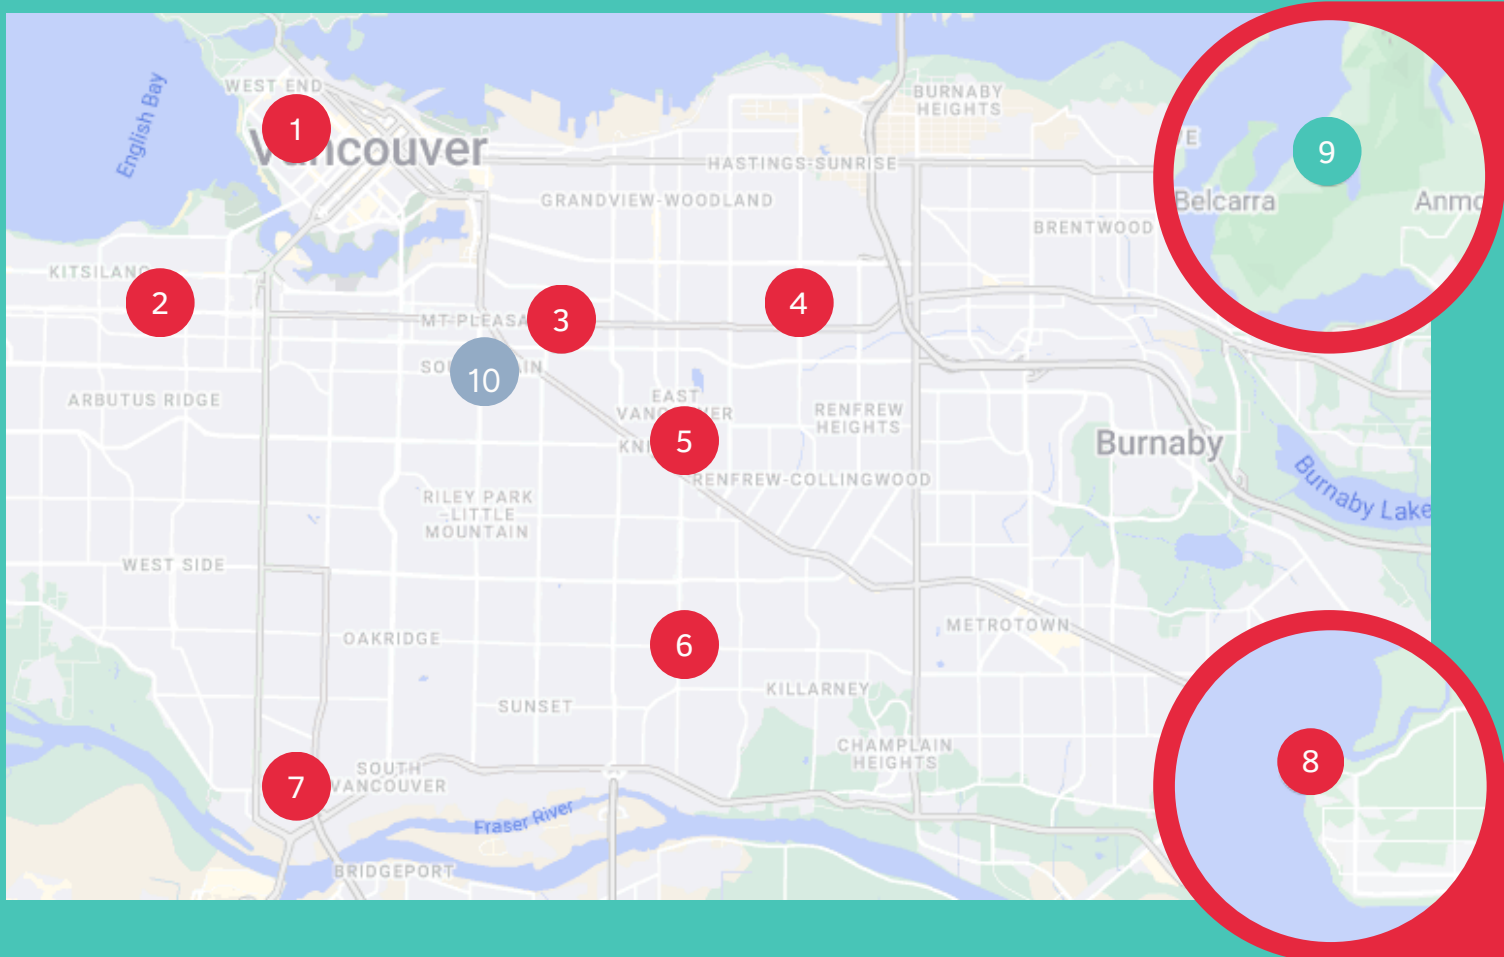 WEST END
English Bay
1
Vancouver
BURNABY
HEIGHTS
HASTINGS-SUNRISE
GRANDVIEW-WOODLAND
BRENTWOOD
9
Belcarra
KITSILANO
2
3
4
MT PLEASA
10
ARBUTUS RIDGE
EAST
RENFREW
HEIGHTS
5
Burnaby
Burnaby Lake
RENFREW-COLLINGWOOD
RILEY PARK
–LITTLE
MOUNTAIN
WEST SIDE
OAKRIDGE
6
METROTOWN
KILLARNEY
SUNSET
CHAMPLAIN
HEIGHTS
8
7
SOUTH
VANCOUVER
Fraser River
BRIDGEPORT